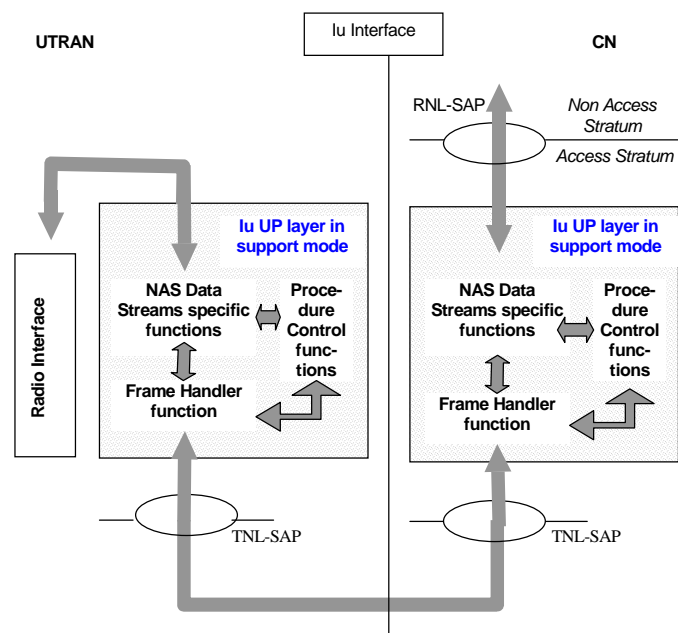 Iu Interface
UTRAN
CN
RNL-SAP
Non Access
Stratum
Access Stratum
Iu UP layer in
support mode
NAS Data
Streams specific
functions
Proce-
dure
Control
func-
tions
Frame Handler
function
Radio Interface
TNL-SAP
Iu UP layer in
support mode
NAS Data
Streams specific
functions
Proce-
dure
Control
func-
tions
Frame Handler
function
TNL-SAP